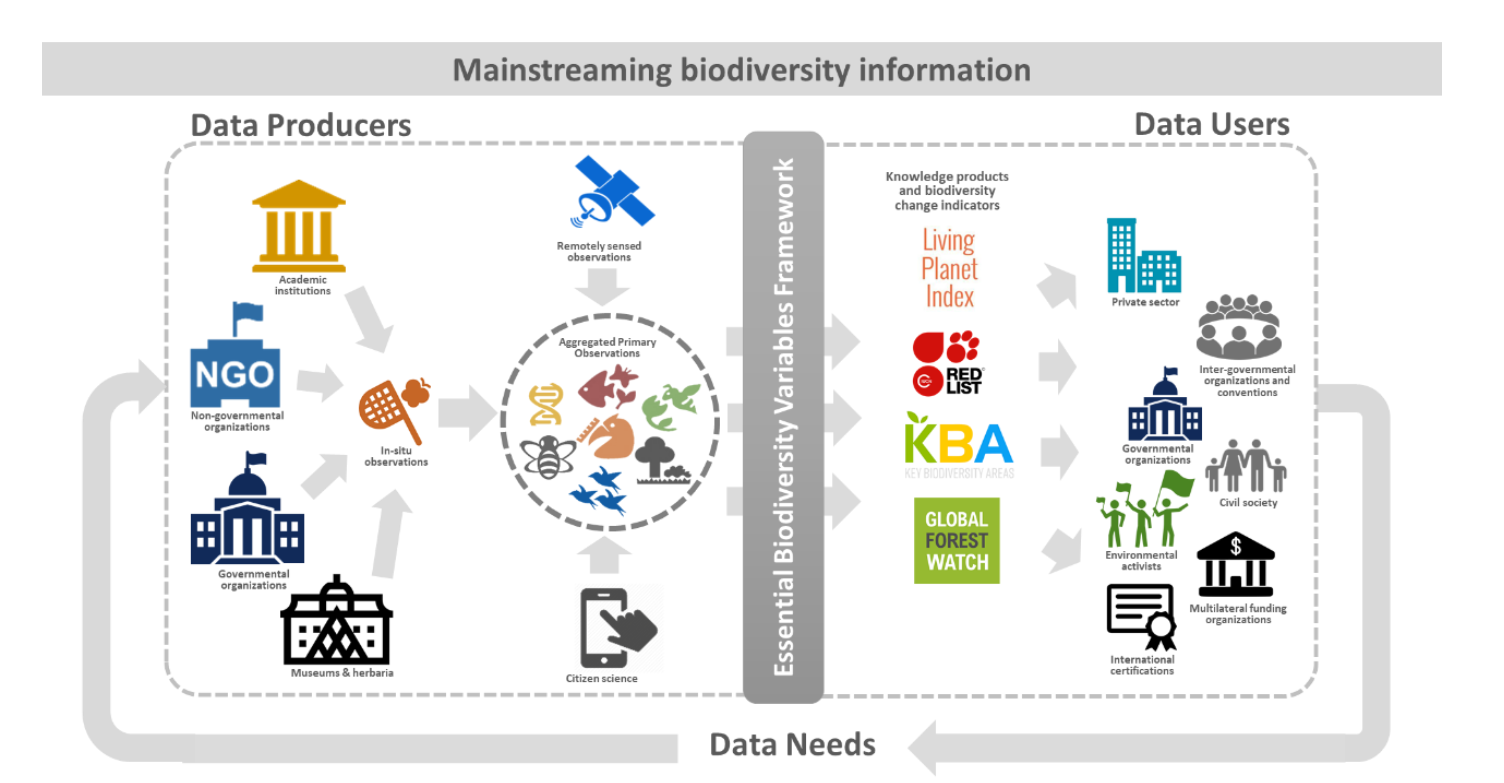 Mainstreaming biodiversity information
Data Producers
Data Users
Academic
institutions
NGO
Non-governmental
organizations
Governmental
organizations
Museums & herbaria
In-situ
observations
Remotely sensed
observations
Aggregated Primary
Observations
Citizen science
Essential Biodiversity Variables Framework
Knowledge products
and biodiversity
change indicators
Living
Planet
Index
RED
LIST
KBA
KEY BIODIVERSITY AREAS
GLOBAL
FOREST
WATCH
Private sector
Inter-governmental
organizations and
conventions
Governmental
organizations
Civil society
Environmental
activists
$
Multilateral funding
organizations
International
certifications
Data Needs